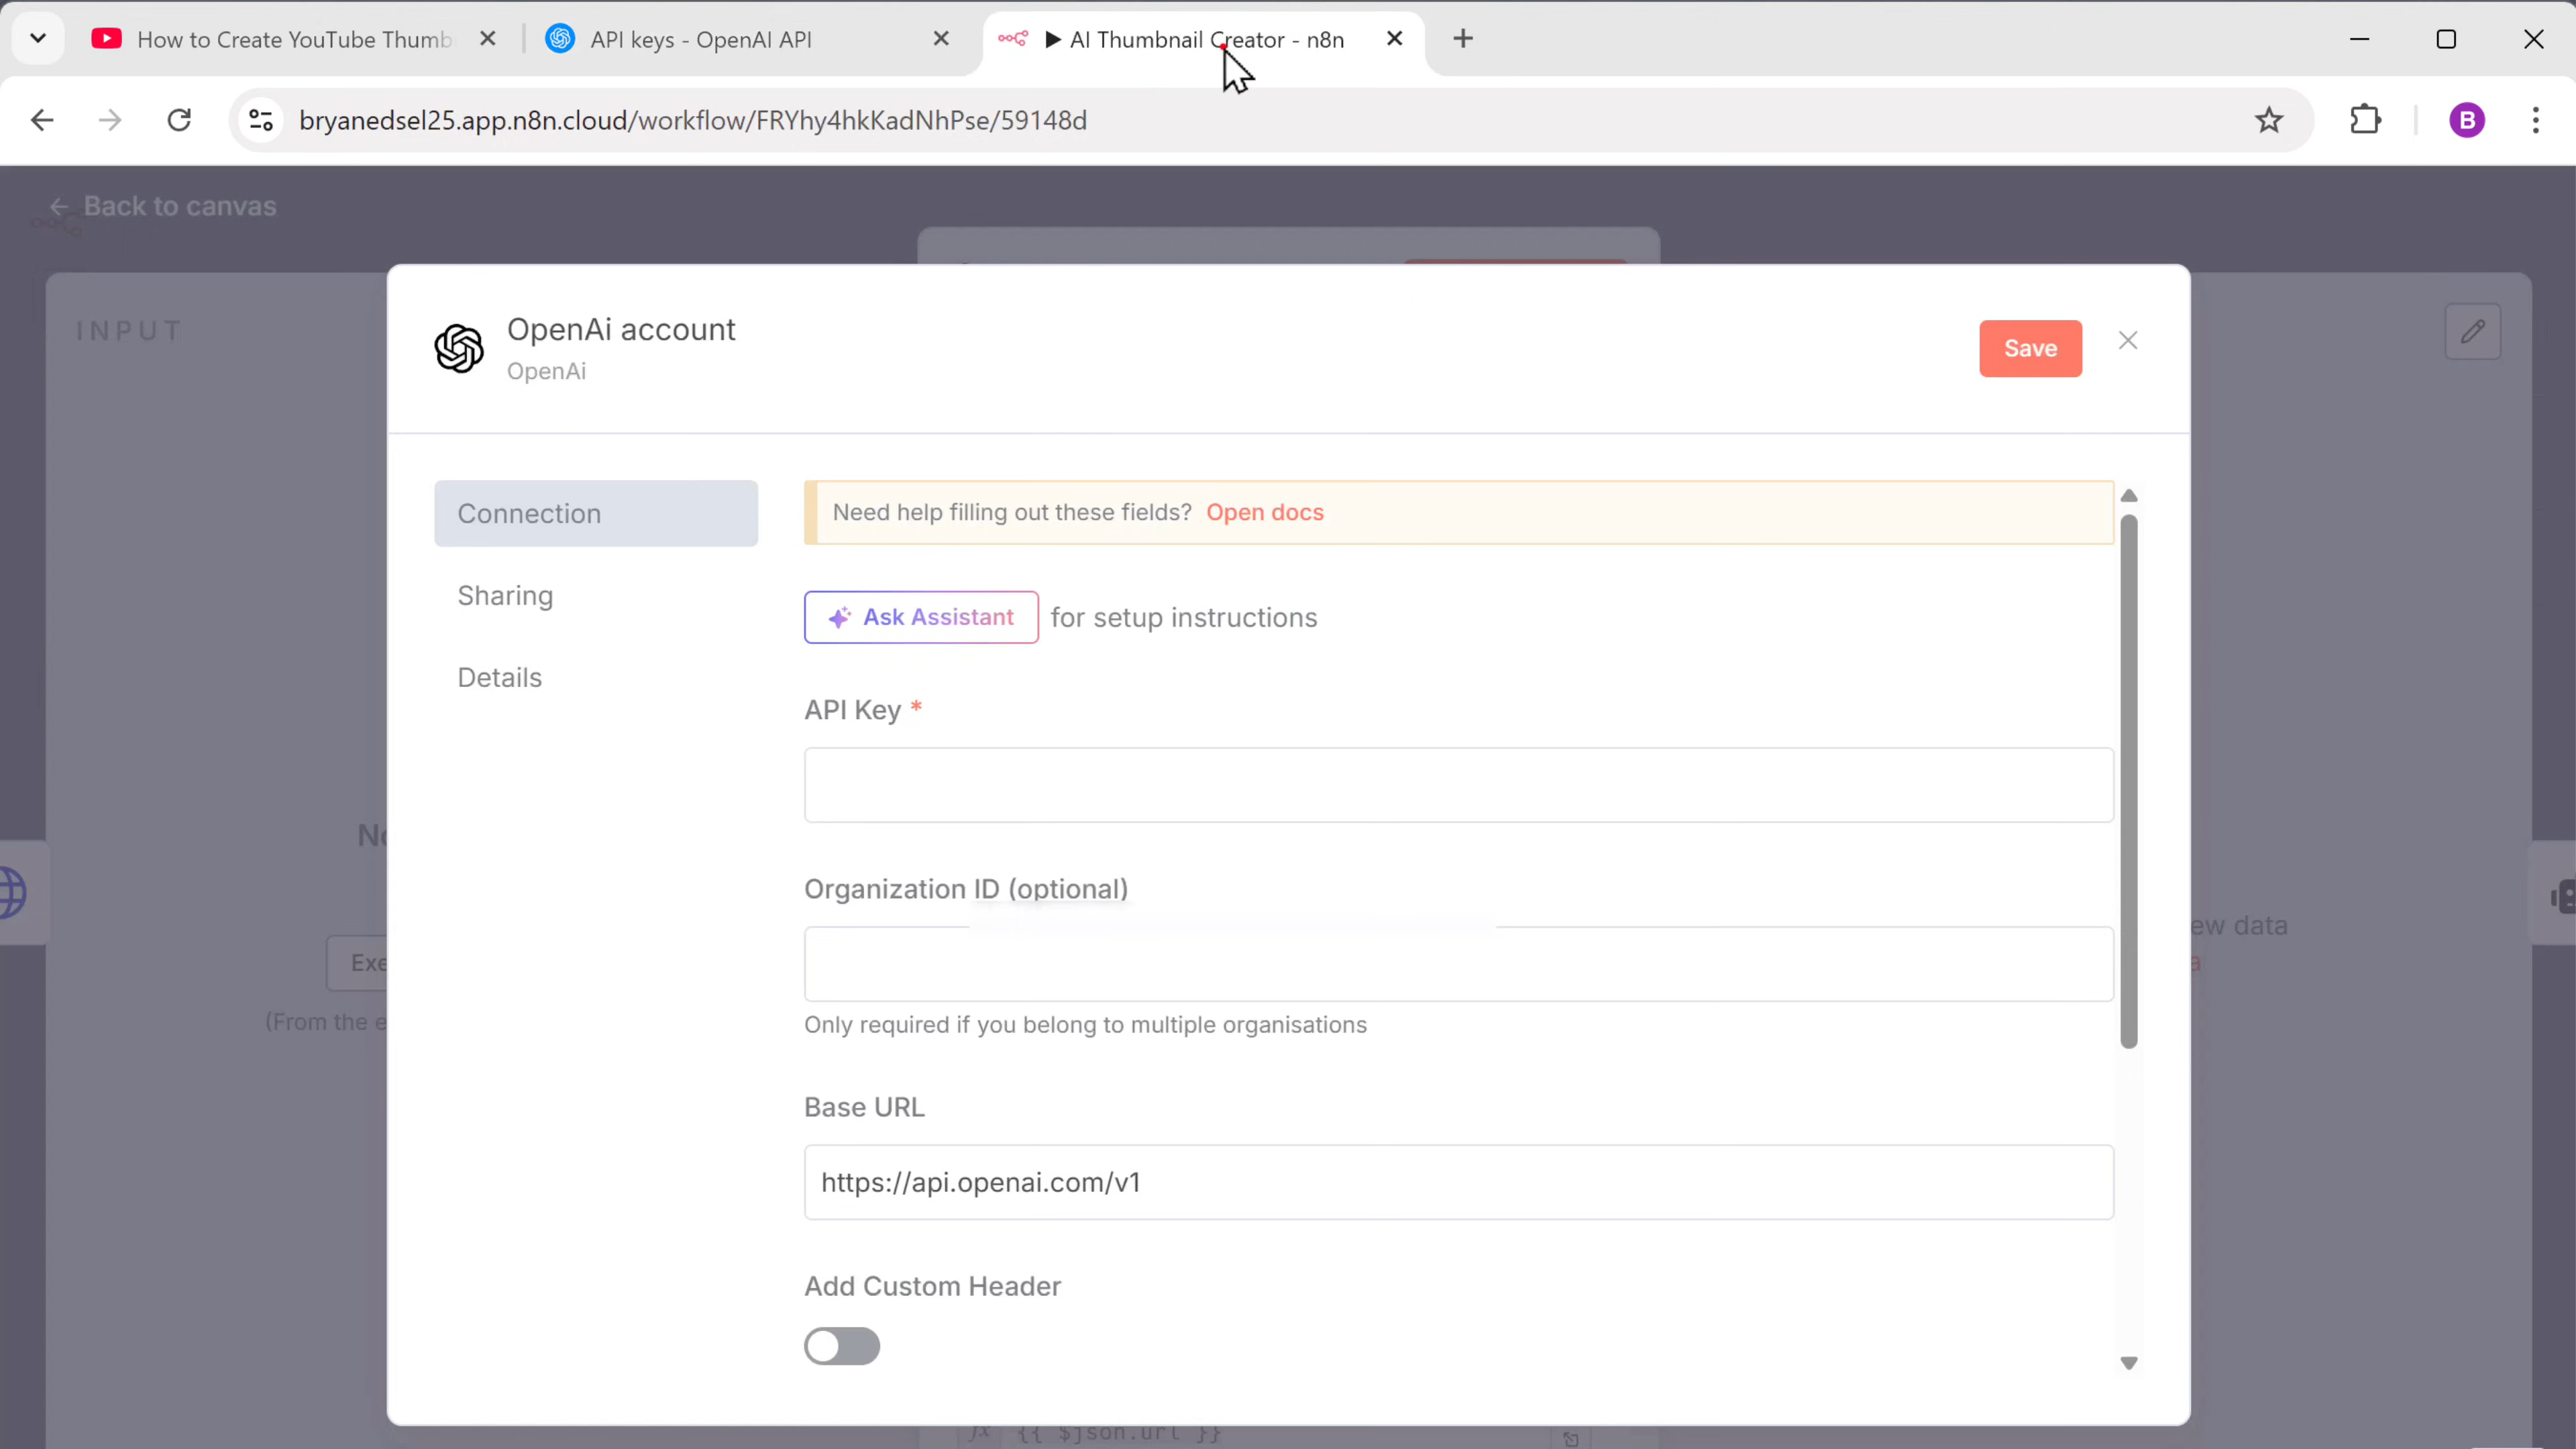 How to Create YouTube Thumb
API keys - OpenAI API
▶ AI Thumbnail Creator - n8n
bryanedsel25.app.n8n.cloud/workflow/FRYhy4hkKadNhPse/59148d
B
Back to canvas
INPUT
OpenAi account
OpenAi
Save
Connection
Sharing
Details
Need help filling out these fields? Open docs
Ask Assistant for setup instructions
API Key *
Organization ID (optional)
Only required if you belong to multiple organisations
Base URL
https://api.openai.com/v1
Add Custom Header
(From the e
ew data
{{ $json.url }}